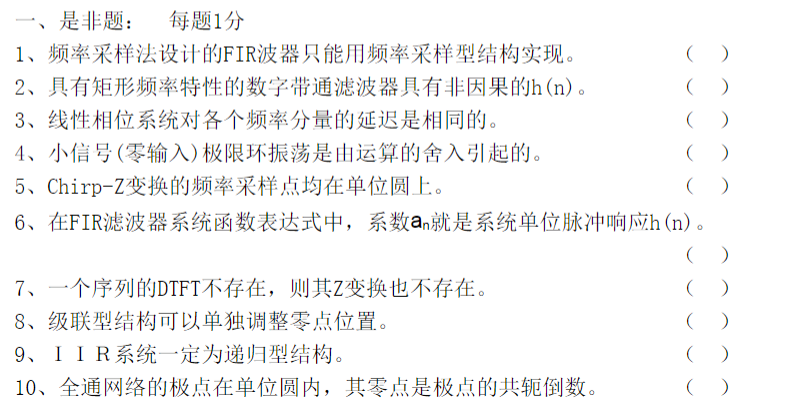 一、是非题： 每题1分
1、频率采样法设计的FIR波器只能用频率采样型结构实现。 （ ）
2、具有矩形频率特性的数字带通滤波器具有非因果的h(n)。 （ ）
3、线性相位系统对各个频率分量的延迟是相同的。 （ ）
4、小信号(零输入)极限环振荡是由运算的舍入引起的。 （ ）
5、Chirp-Z变换的频率采样点均在单位圆上。 （ ）
6、在FIR滤波器系统函数表达式中，系数aₙ就是系统单位脉冲响应h(n)。
（ ）
7、一个序列的DTFT不存在，则其Z变换也不存在。 （ ）
8、级联型结构可以单独调整零点位置。 （ ）
9、ＩＩＲ系统一定为递归型结构。 （ ）
10、全通网络的极点在单位圆内，其零点是极点的共轭倒数。 （ ）